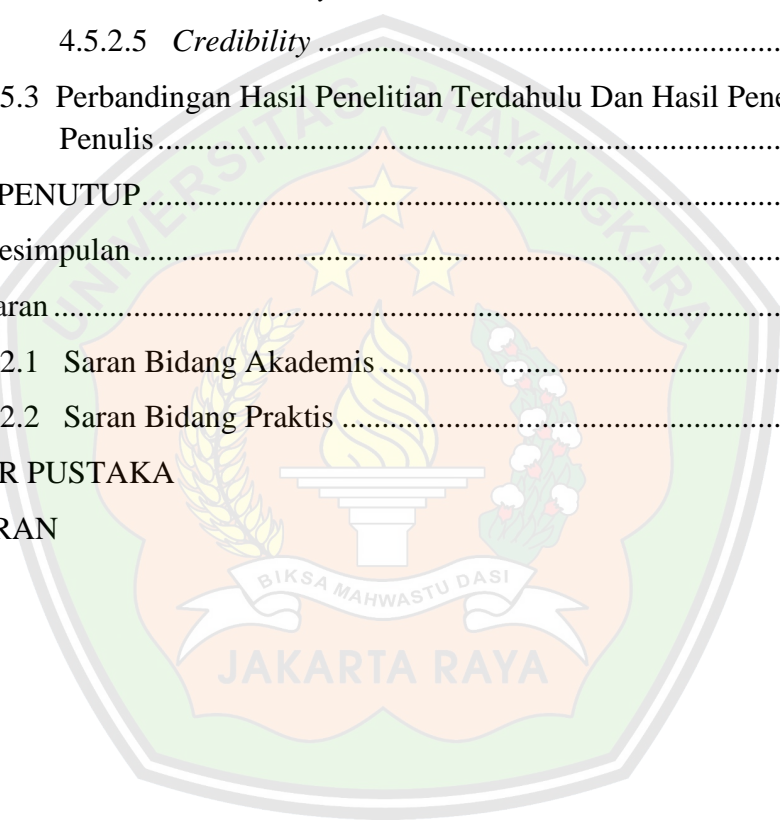 4.5.2.5 Credibility ..........................................................
5.3 Perbandingan Hasil Penelitian Terdahulu Dan Hasil
Penulis ..............................................................................
PENUTUP ................................................................................
esimpulan ................................................................................
aran ..........................................................................................
2.1 Saran Bidang Akademis ..................................................
2.2 Saran Bidang Praktis .......................................................
R PUSTAKA
RAN
UNIVERSITAS BHAYANGKARA
BIKSA MAHWASTU DASI
JAKARTA RAYA